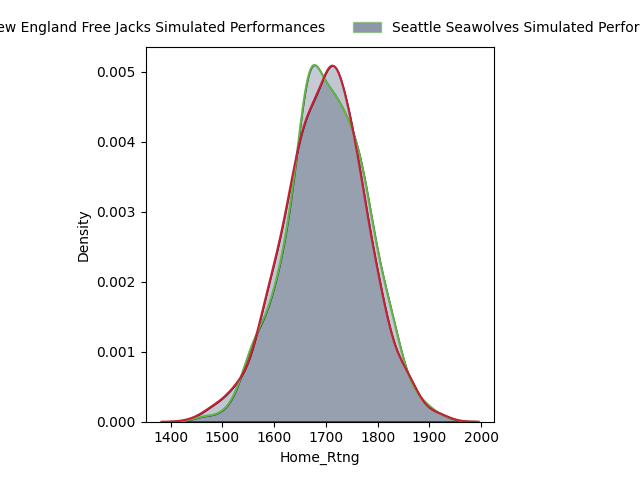 ew England Free Jacks Simulated Performances Seattle Seawolves Simulated Perfor
0.005
0.004
0.003
0.002
0.001
0.000
Density
1400 1500 1600 1700 1800 1900 2000
Home_Rtng